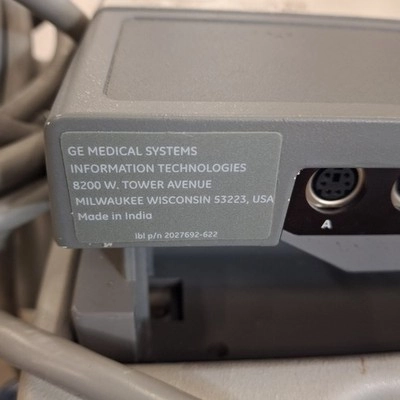 GE MEDICAL SYSTEMS
INFORMATION TECHNOLOGIES
8200 W. TOWER AVENUE
MILWAUKEE WISCONSIN 53223, USA
Made in India
lbl p/n 2027692-622
A